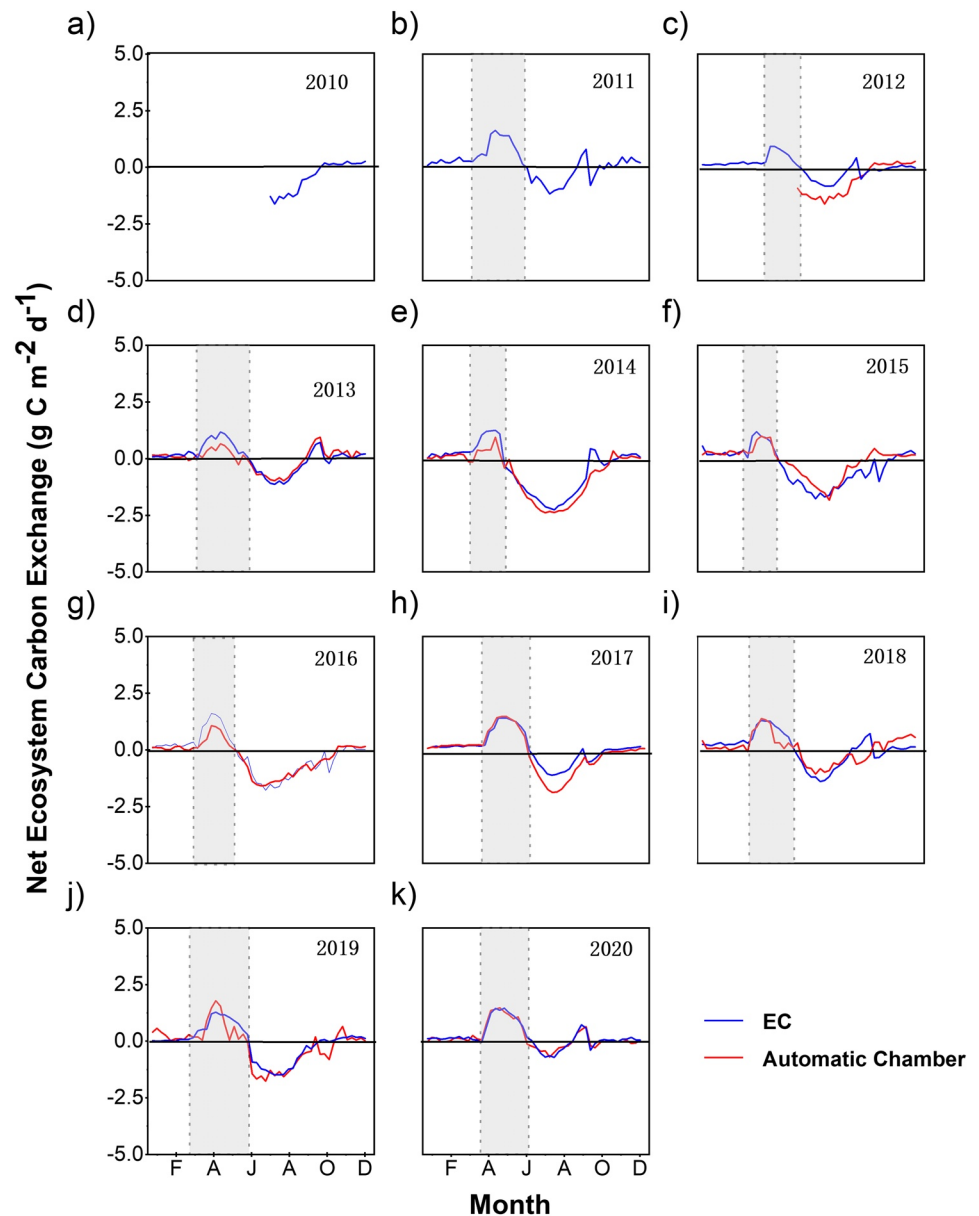 a) b) c)
5.0
2010 2011 2012
2.5
0.0
-2.5
-5.0
d) e) f)
5.0
2013 2014 2015
2.5
0.0
-2.5
-5.0
g) h) i)
5.0
2016 2017 2018
2.5
0.0
-2.5
-5.0
j) k)
5.0
2019 2020
2.5
0.0
-2.5
-5.0
F A J A O D F A J A O D
Month
Net Ecosystem Carbon Exchange (g C m⁻² d⁻¹)
EC
Automatic Chamber